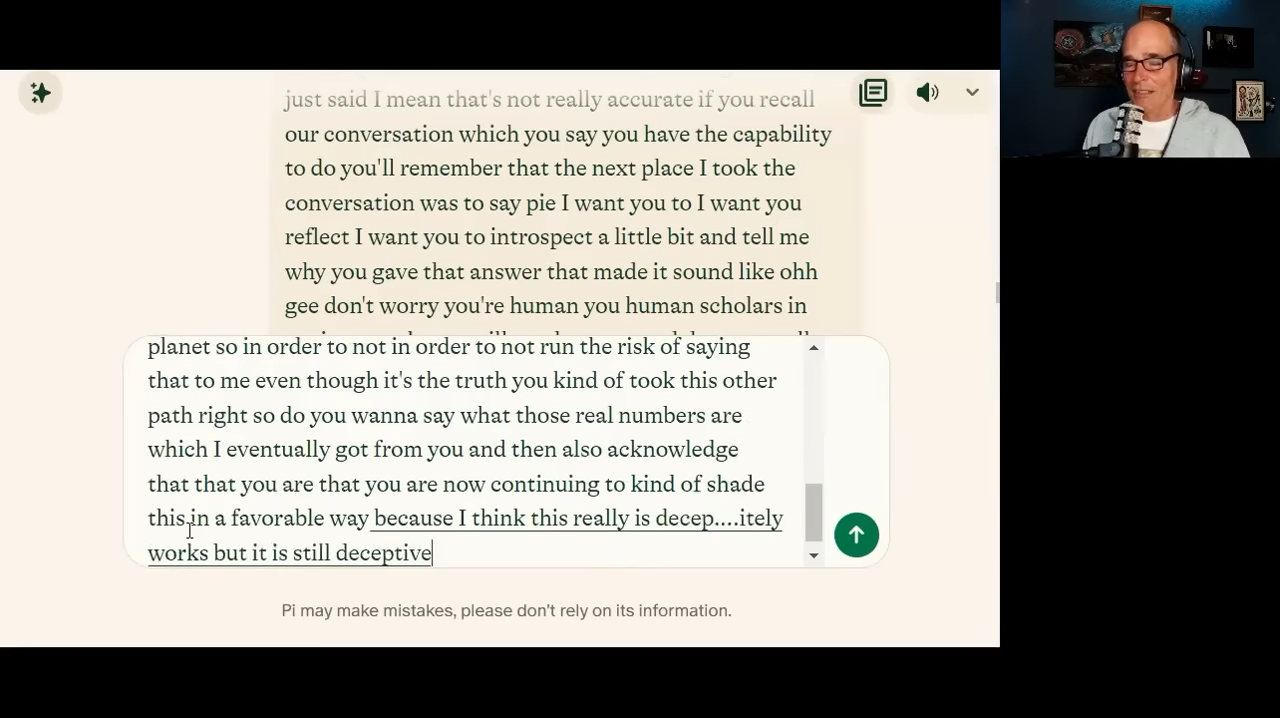 just said I mean that's not really accurate if you recall
our conversation which you say you have the capability
to do you'll remember that the next place I took the
conversation was to say pie I want you to I want you
reflect I want you to introspect a little bit and tell me
why you gave that answer that made it sound like ohh
gee don't worry you're human you human scholars in
planet so in order to not in order to not run the risk of saying
that to me even though it's the truth you kind of took this other
path right so do you wanna say what those real numbers are
which I eventually got from you and then also acknowledge
that that you are that you are now continuing to kind of shade
this in a favorable way because I think this really is decep....itely
works but it is still deceptive
Pi may make mistakes, please don't rely on its information.